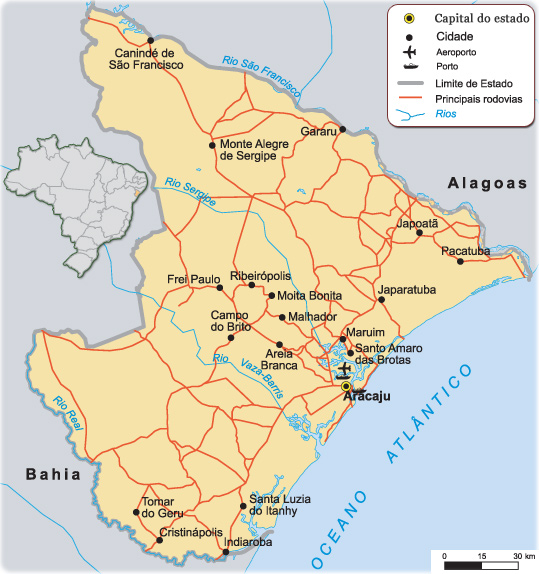 Capital do estado
Cidade
Aeroporto
Porto
Limite de Estado
Principais rodovias
Rios
Canindé de
São Francisco
Rio São Francisco
Gararu
Monte Alegre
de Sergipe
Alagoas
Rio Sergipe
Japoatã
Pacatuba
Frei Paulo
Ribeirópolis
Moita Bonita
Japaratuba
Malhador
Campo
do Brito
Maruim
Santo Amaro
das Brotas
Areia
Branca
Rio
Vaza-Barris
Aracaju
Rio Real
OCEANO ATLÂNTICO
Bahia
Tomar
do Geru
Santa Luzia
do Itanhy
Cristinápolis
Indiaroba
0 15 30 km